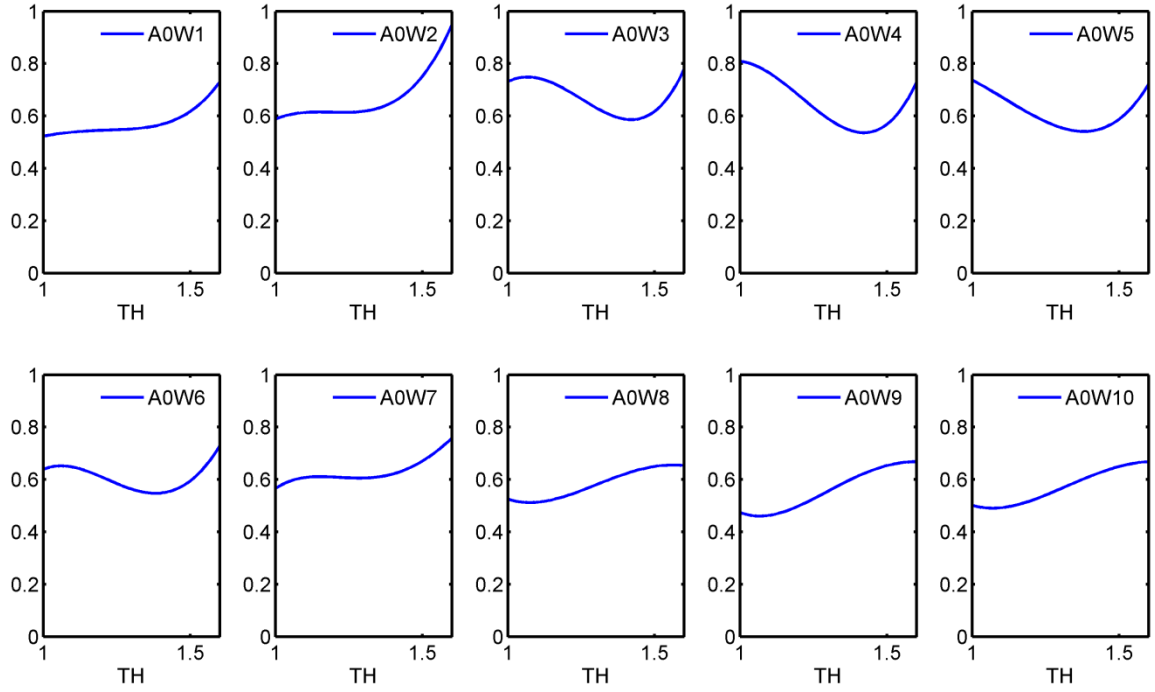 1 A0W1 0.8 0.6 0.4 0.2 0 1 1.5 TH
1 A0W2 0.8 0.6 0.4 0.2 0 1 1.5 TH
1 A0W3 0.8 0.6 0.4 0.2 0 1 1.5 TH
1 A0W4 0.8 0.6 0.4 0.2 0 1 1.5 TH
1 A0W5 0.8 0.6 0.4 0.2 0 1 1.5 TH
1 A0W6 0.8 0.6 0.4 0.2 0 1 1.5 TH
1 A0W7 0.8 0.6 0.4 0.2 0 1 1.5 TH
1 A0W8 0.8 0.6 0.4 0.2 0 1 1.5 TH
1 A0W9 0.8 0.6 0.4 0.2 0 1 1.5 TH
1 A0W10 0.8 0.6 0.4 0.2 0 1 1.5 TH